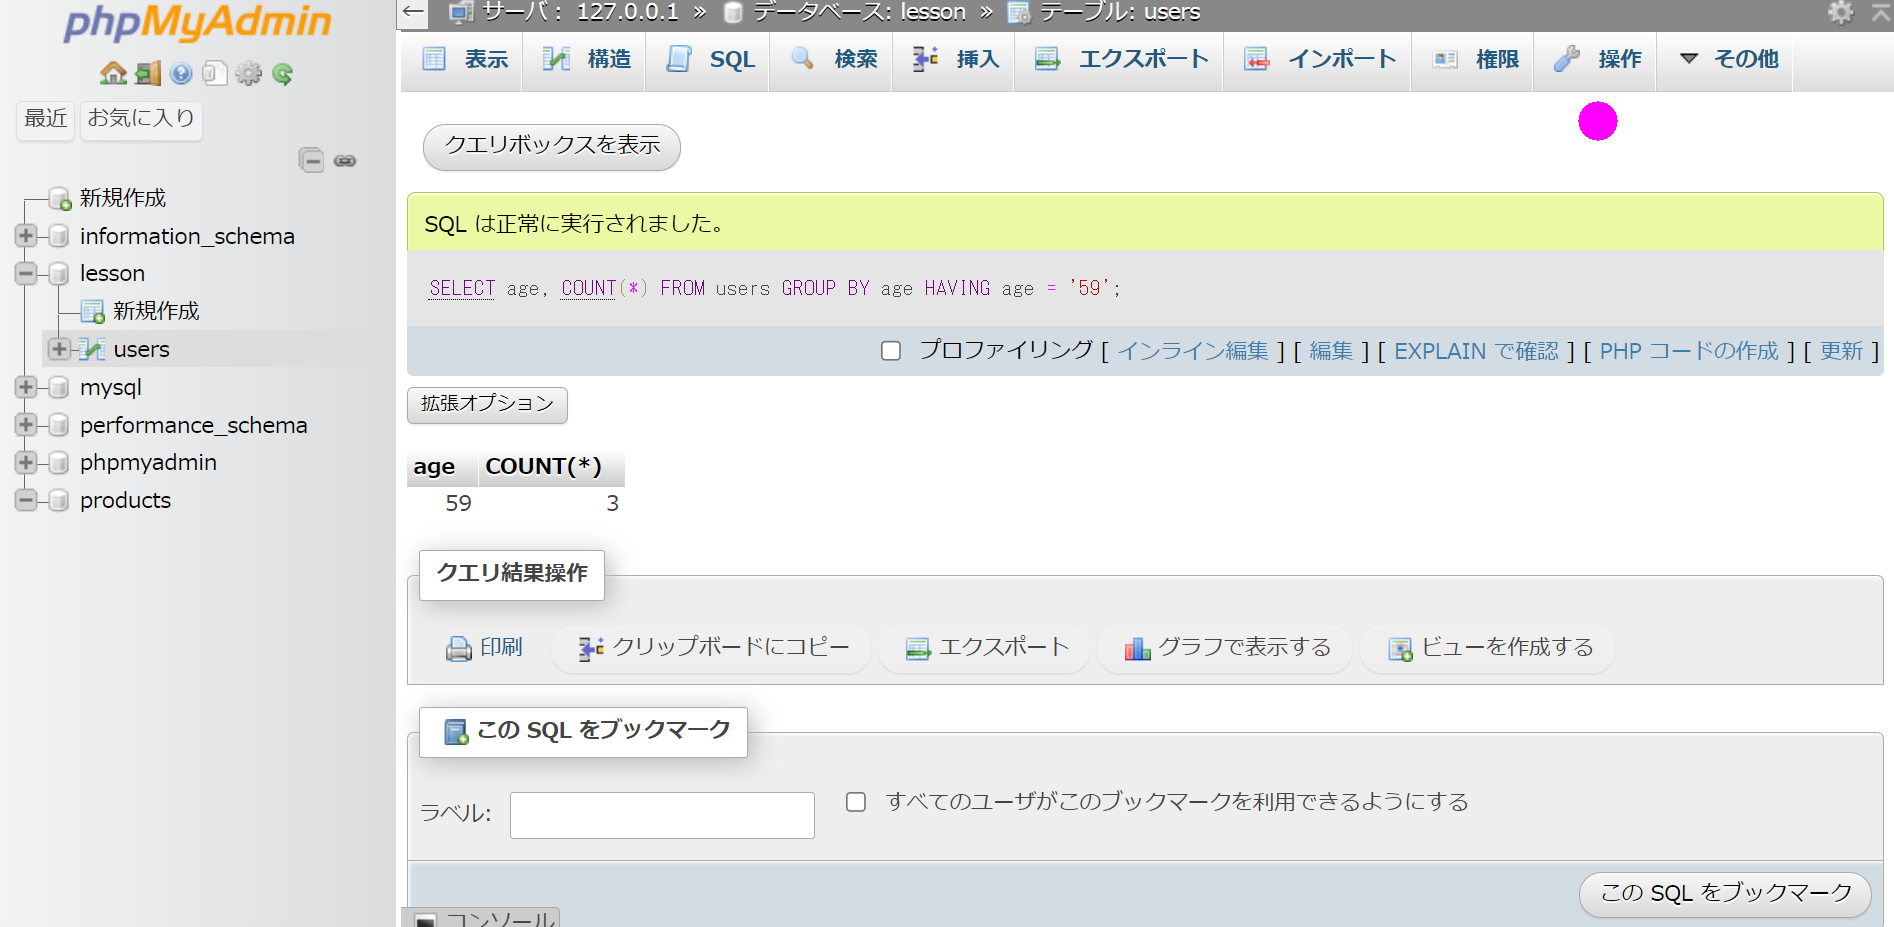 phpMyAdmin
最近 お気に入り
新規作成
information_schema
lesson
新規作成
users
mysql
performance_schema
phpmyadmin
products
サーバ : 127.0.0.1 » データベース: lesson » テーブル: users
表示 構造 SQL 検索 挿入 エクスポート インポート 権限 操作 その他
クエリボックスを表示
SQL は正常に実行されました。
SELECT age, COUNT(*) FROM users GROUP BY age HAVING age = '59';
プロファイリング [ インライン編集 ] [ 編集 ] [ EXPLAIN で確認 ] [ PHP コードの作成 ] [ 更新 ]
拡張オプション
age COUNT(*)
59 3
クエリ結果操作
印刷 クリップボードにコピー エクスポート グラフで表示する ビューを作成する
この SQL をブックマーク
ラベル: すべてのユーザがこのブックマークを利用できるようにする
この SQL をブックマーク
コンソール